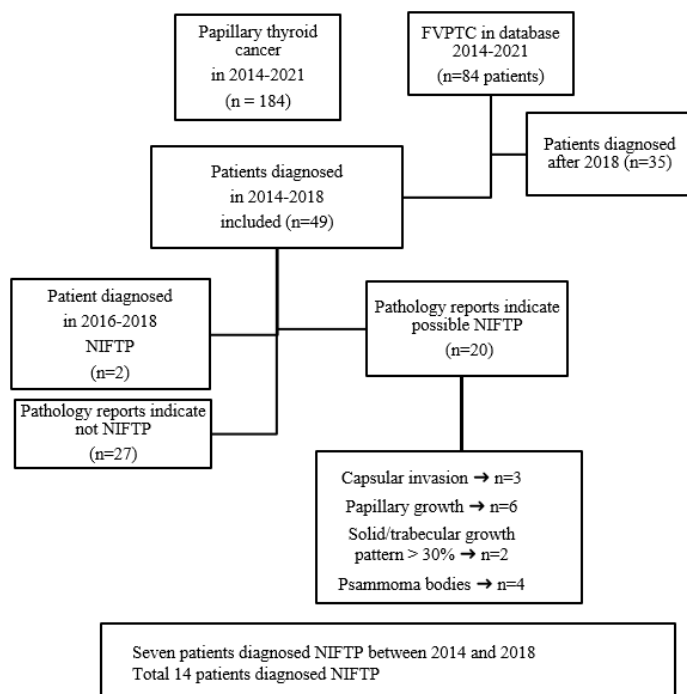 Papillary thyroid
cancer
in 2014-2021
(n = 184)
FVPTC in database
2014-2021
(n=84 patients)
Patients diagnosed
after 2018 (n=35)
Patients diagnosed
in 2014-2018
included (n=49)
Patient diagnosed
in 2016-2018
NIFTP
(n=2)
Pathology reports indicate
possible NIFTP
(n=20)
Pathology reports indicate
not NIFTP
(n=27)
Capsular invasion ➔ n=3
Papillary growth ➔ n=6
Solid/trabecular growth
pattern > 30% ➔ n=2
Psammoma bodies ➔ n=4
Seven patients diagnosed NIFTP between 2014 and 2018
Total 14 patients diagnosed NIFTP